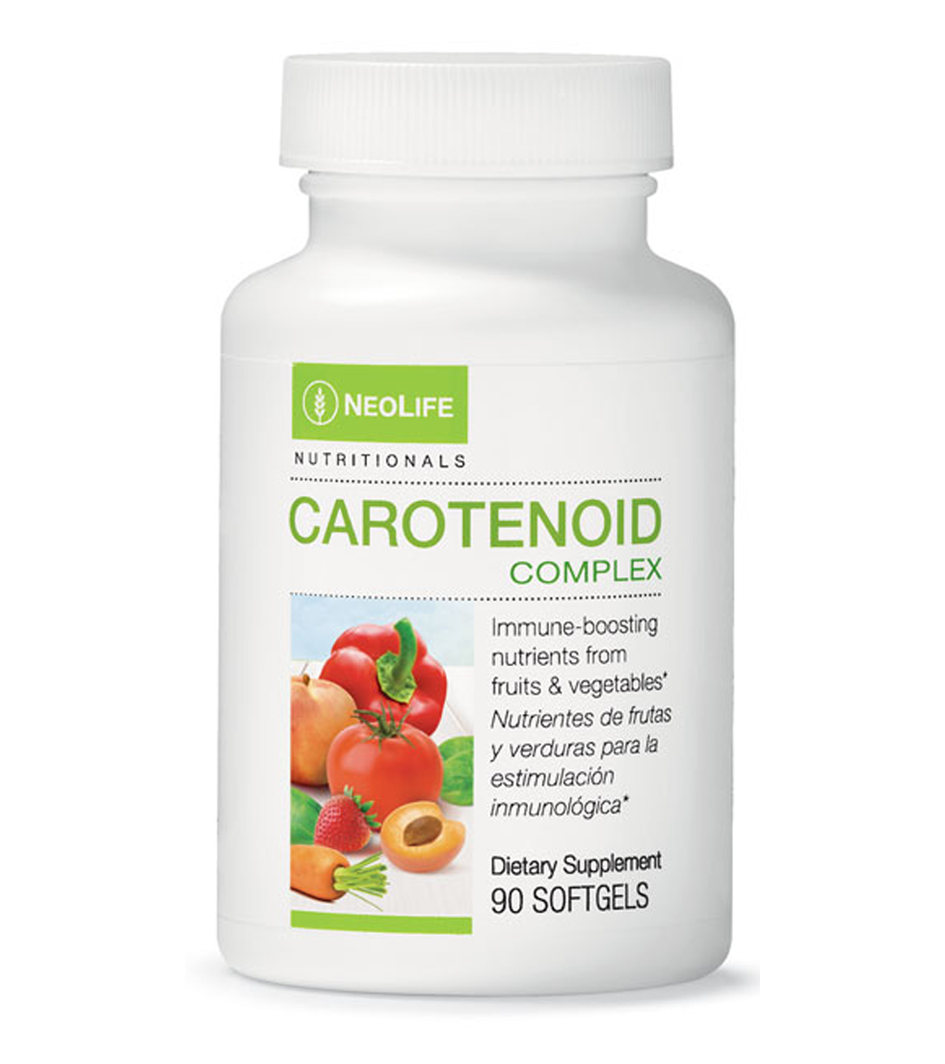 NEOLIFE
NUTRITIONALS
CAROTENOID
COMPLEX
Immune-boosting
nutrients from
fruits & vegetables*
Nutrientes de frutas
y verduras para la
estimulación
inmunológica*
Dietary Supplement
90 SOFTGELS